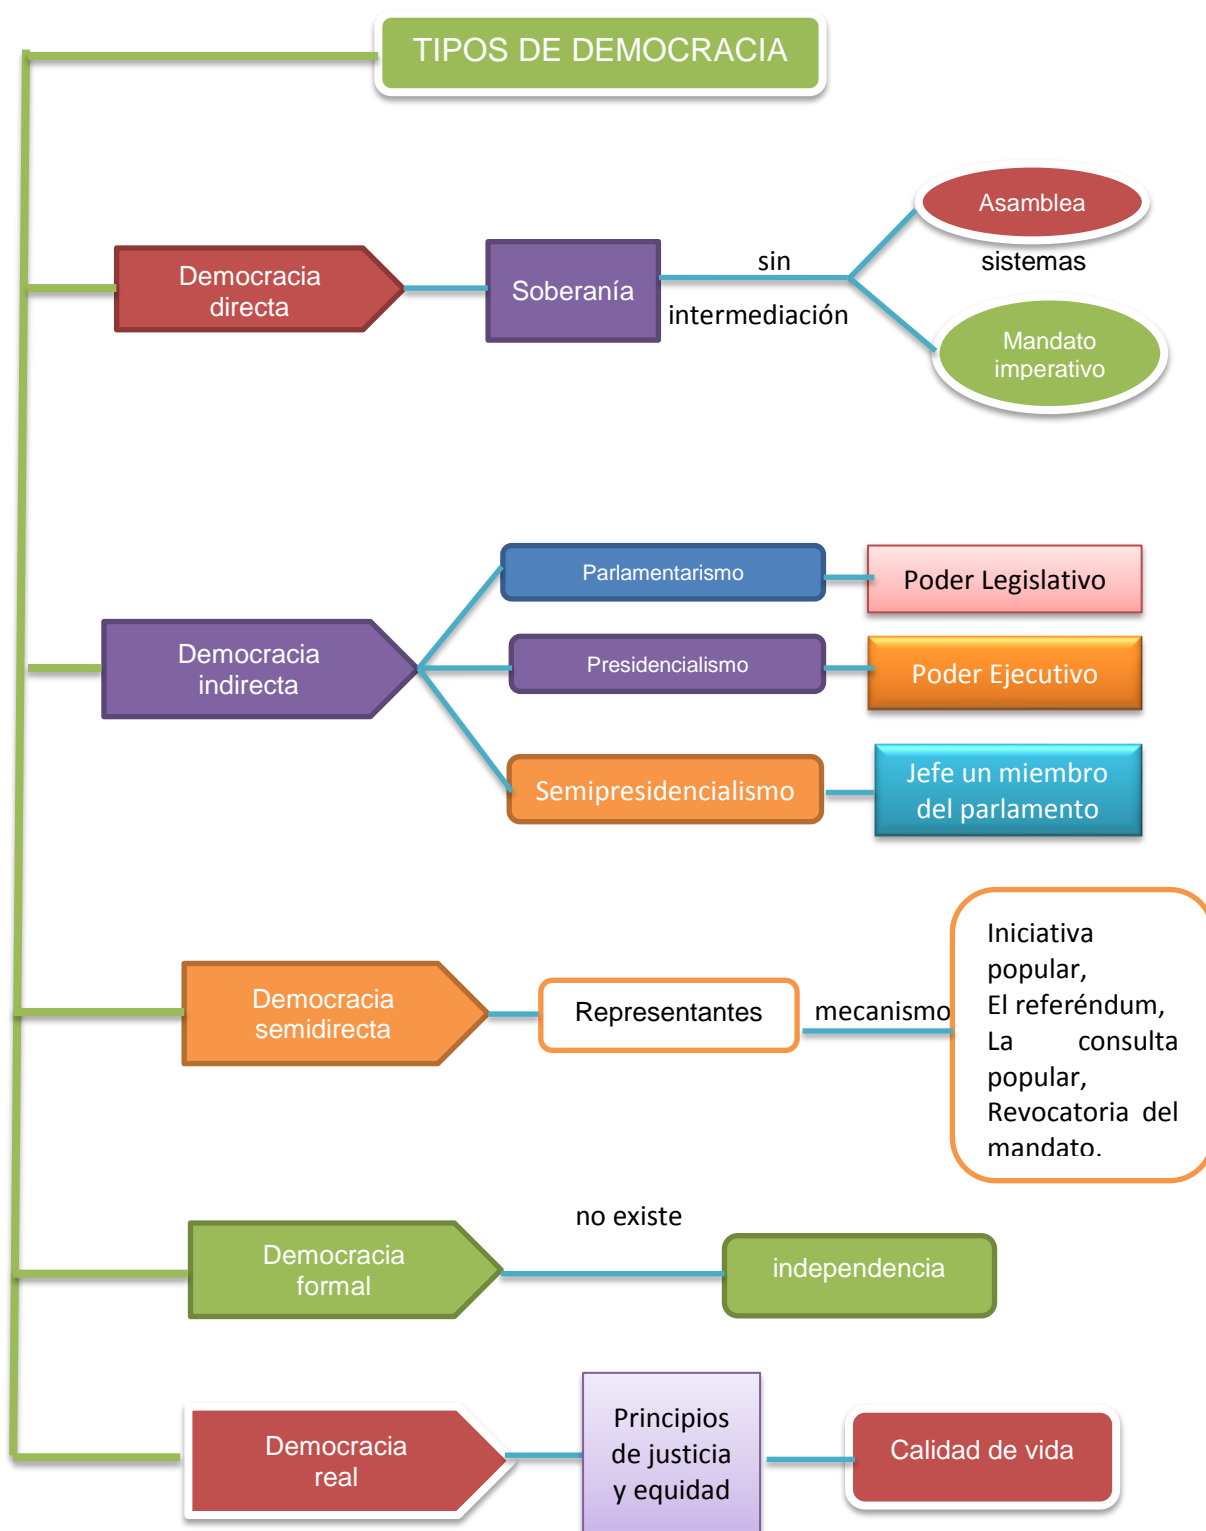 TIPOS DE DEMOCRACIA
Democracia
directa
Soberanía
sin
intermediación
Asamblea
sistemas
Mandato
imperativo
Democracia
indirecta
Parlamentarismo
Poder Legislativo
Presidencialismo
Poder Ejecutivo
Semipresidencialismo
Jefe un miembro
del parlamento
Democracia
semidirecta
Representantes
mecanismo
Iniciativa
popular,
El referéndum,
La consulta
popular,
Revocatoria del
mandato.
Democracia
formal
no existe
independencia
Democracia
real
Principios
de justicia
y equidad
Calidad de vida